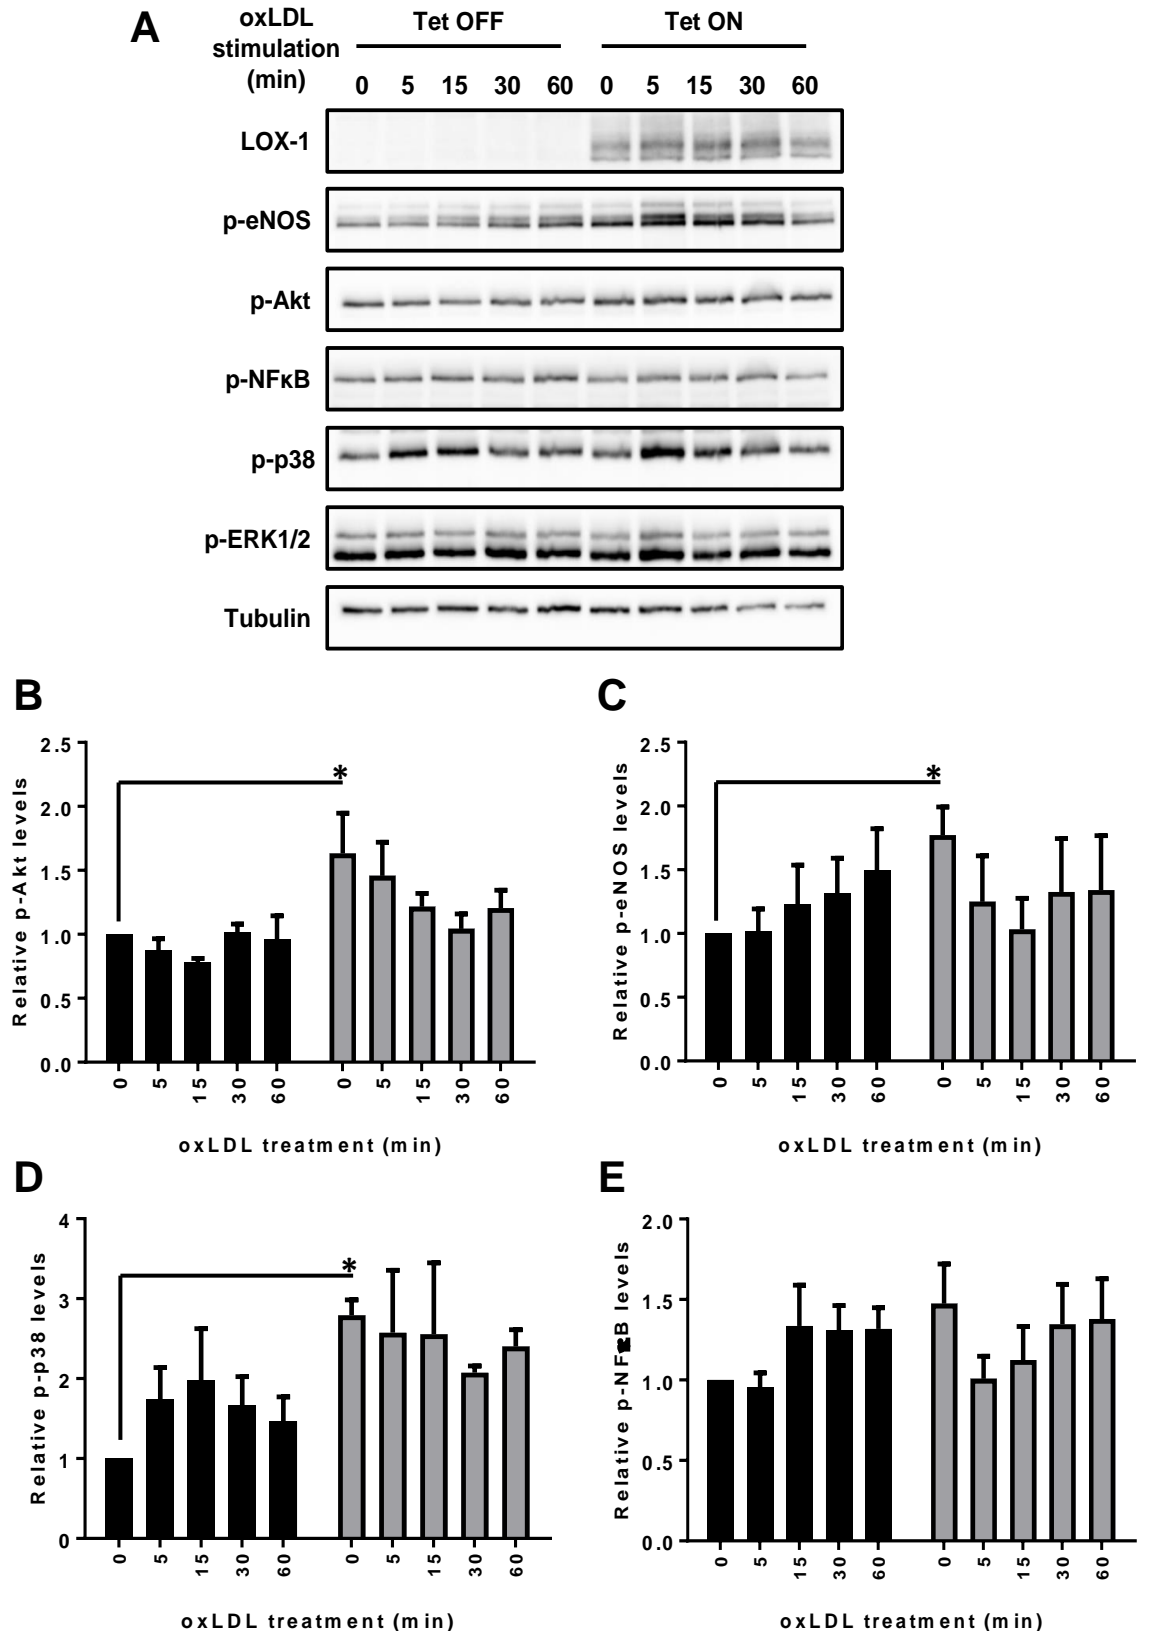 A
oxLDL stimulation (min)
Tet OFF
Tet ON
0 5 15 30 60 0 5 15 30 60
LOX-1
p-eNOS
p-Akt
p-NFκB
p-p38
p-ERK1/2
Tubulin
B
Relative p-Akt levels
2.5
2.0
1.5
1.0
0.5
0.0
*
0 5 15 30 60 0 5 15 30 60
oxLDL treatment (min)
C
Relative p-eNOS levels
2.5
2.0
1.5
1.0
0.5
0.0
*
0 5 15 30 60 0 5 15 30 60
oxLDL treatment (min)
D
Relative p-p38 levels
4
3
2
1
0
*
0 5 15 30 60 0 5 15 30 60
oxLDL treatment (min)
E
Relative p-NFκB levels
2.0
1.5
1.0
0.5
0.0
0 5 15 30 60 0 5 15 30 60
oxLDL treatment (min)